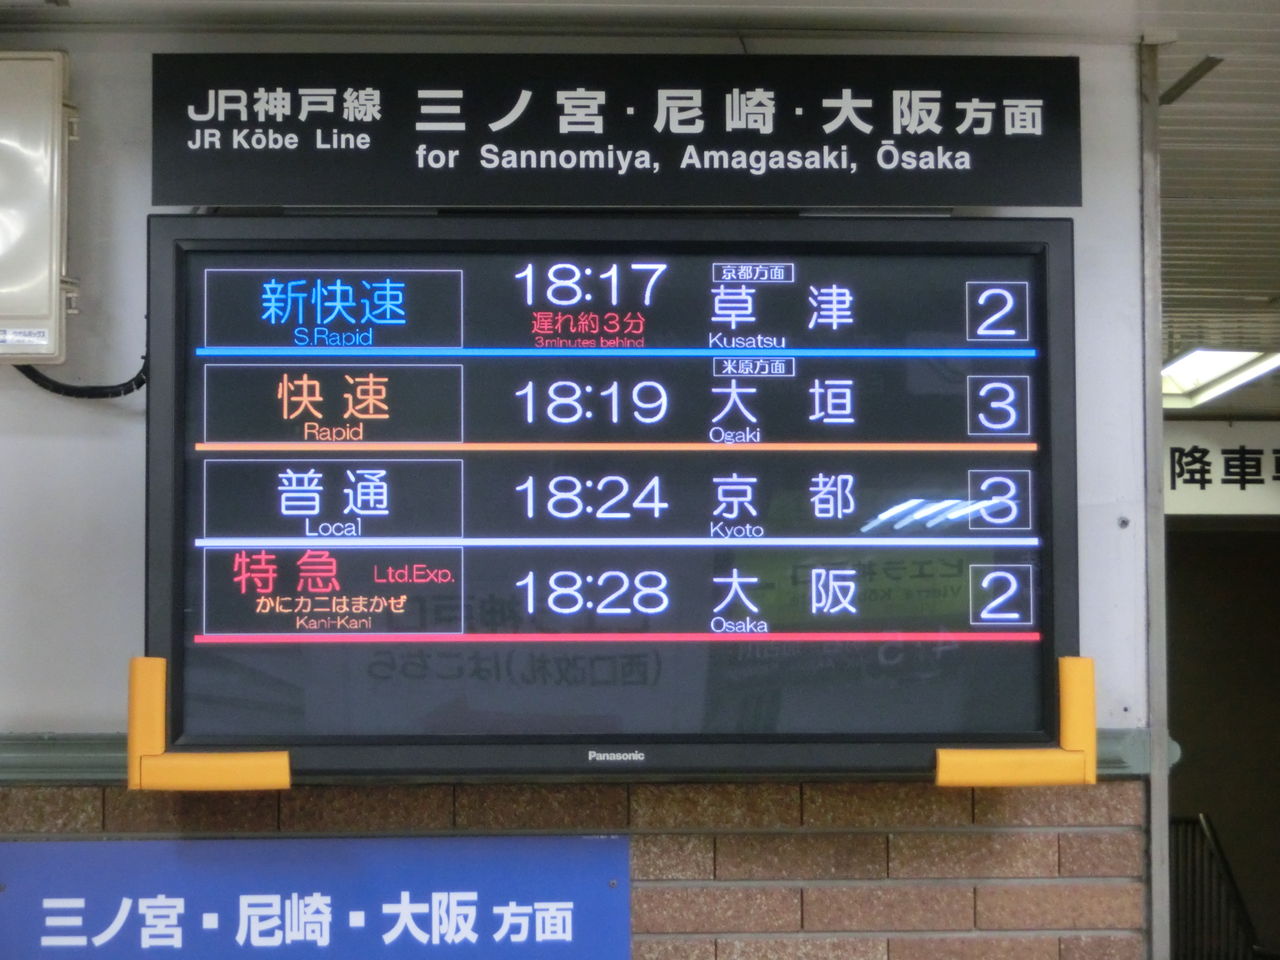 JR神戸線 三ノ宮・尼崎・大阪方面
JR Kōbe Line for Sannomiya, Amagasaki, Ōsaka
新快速 18:17 京都方面 草津 2
S.Rapid 遅れ約3分 Kusatsu
3minutes behind
快速 18:19 米原方面 大垣 3
Rapid Ogaki
普通 18:24 京都 3
Local Kyoto
特急 Ltd.Exp. 18:28 大阪 2
かにカニはまかぜ Osaka
Kani-Kani
Panasonic
三ノ宮・尼崎・大阪方面
降車